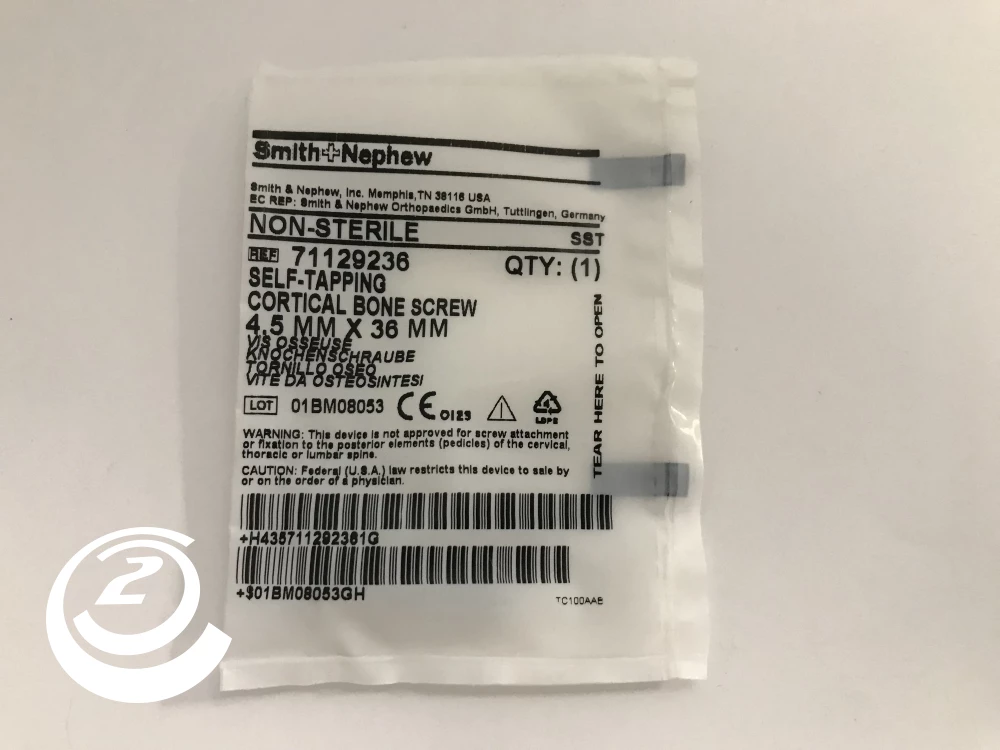 Smith+Nephew
Smith & Nephew, Inc. Memphis, TN 38116 USA
EC REP: Smith & Nephew Orthopaedics GmbH, Tuttlingen, Germany
NON-STERILE SST
REF 71129236 QTY: (1)
SELF-TAPPING
CORTICAL BONE SCREW
4.5 MM X 36 MM
VIS OSSEUSE
KNOCHENSCHRAUBE
TORNILLO OSEO
VITE DA OSTEOSINTESI
LOT 01BM08053 CE 0123
LDPE
WARNING: This device is not approved for screw attachment
or fixation to the posterior elements (pedicles) of the cervical,
thoracic or lumbar spine.
CAUTION: Federal (U.S.A.) law restricts this device to sale by
or on the order of a physician.
+H435711292361G
+$01BM08053GH
TC100AAB
TEAR HERE TO OPEN
2